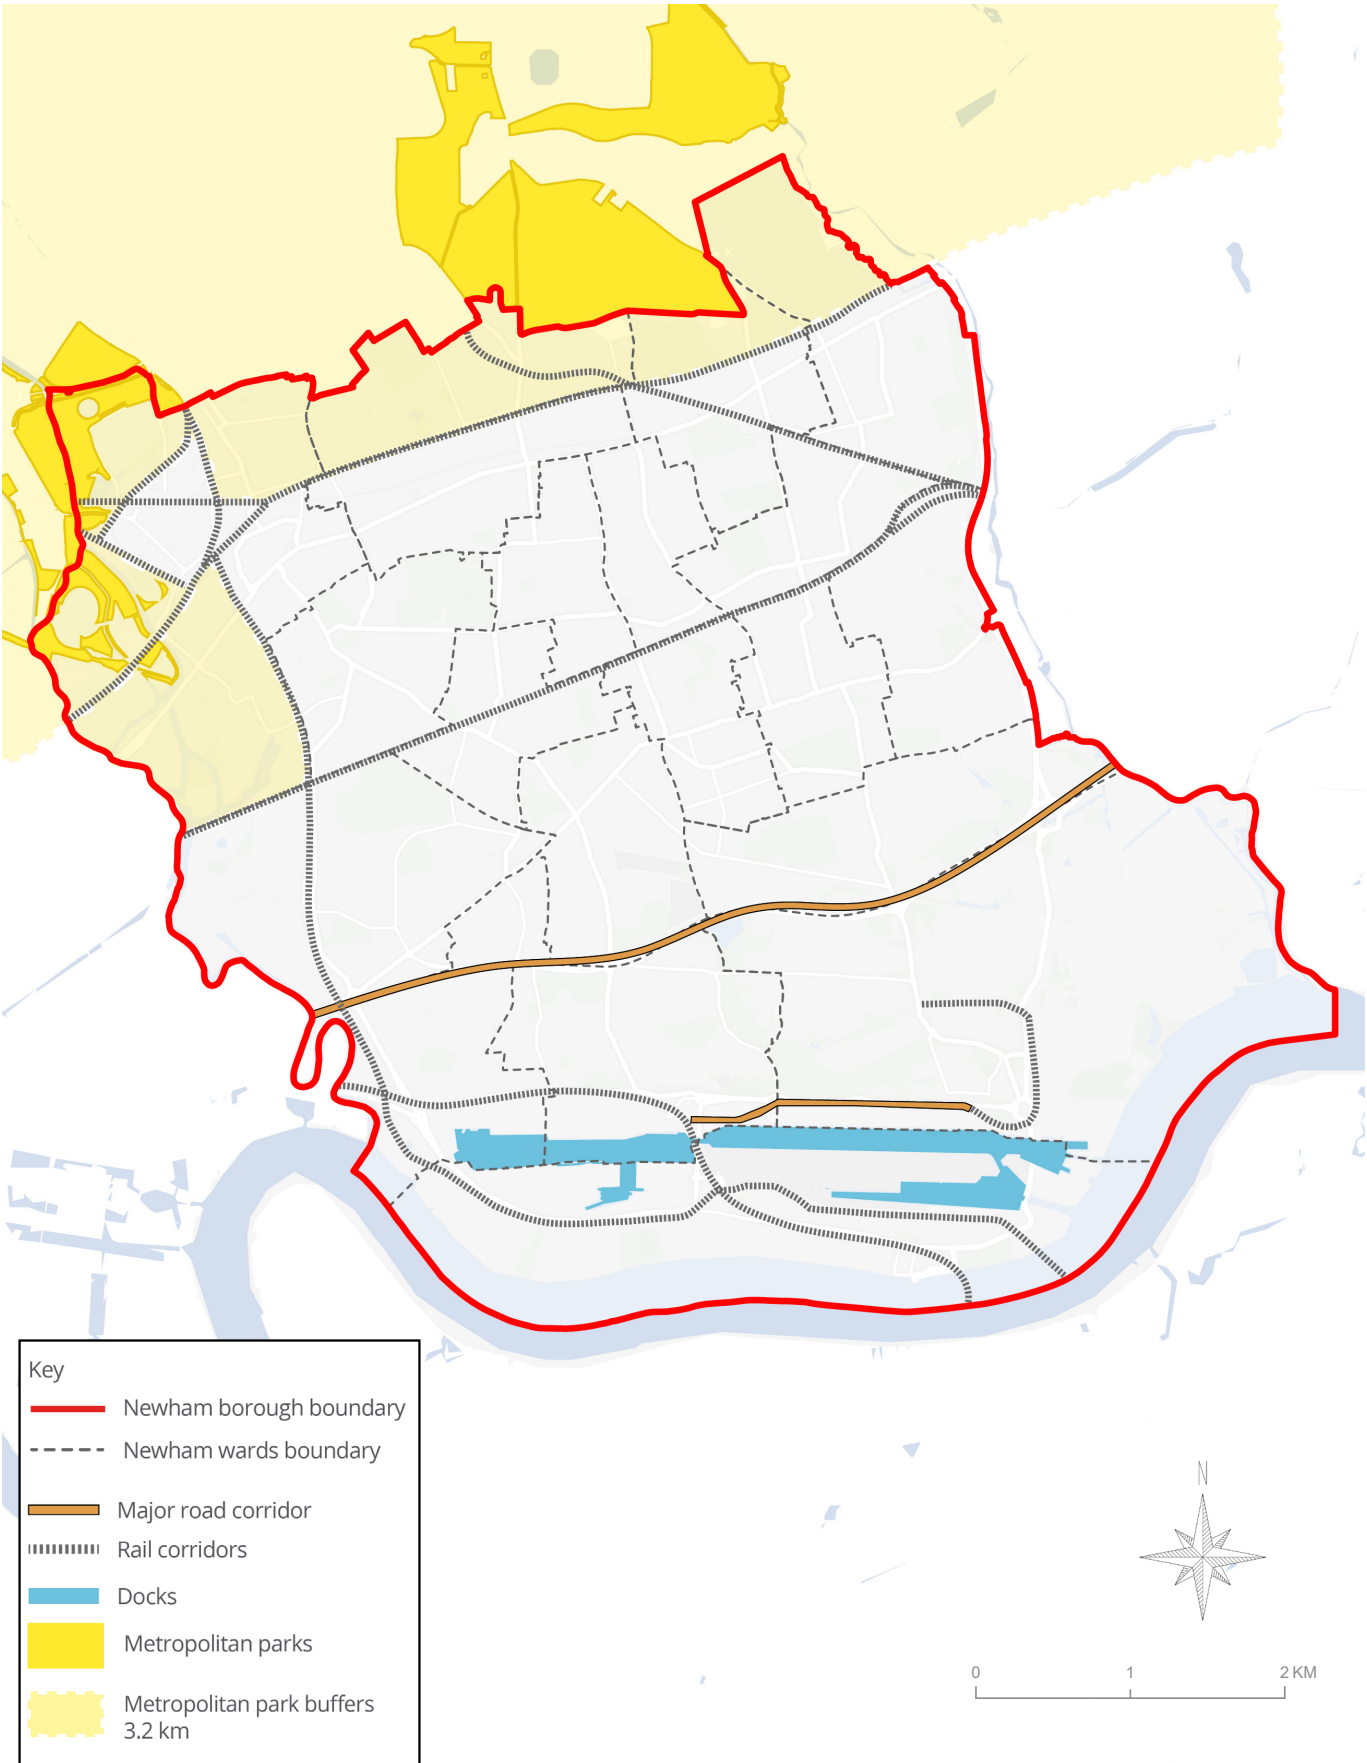 Key
Newham borough boundary
Newham wards boundary
Major road corridor
Rail corridors
Docks
Metropolitan parks
Metropolitan park buffers
3.2 km
N
0 1 2 KM